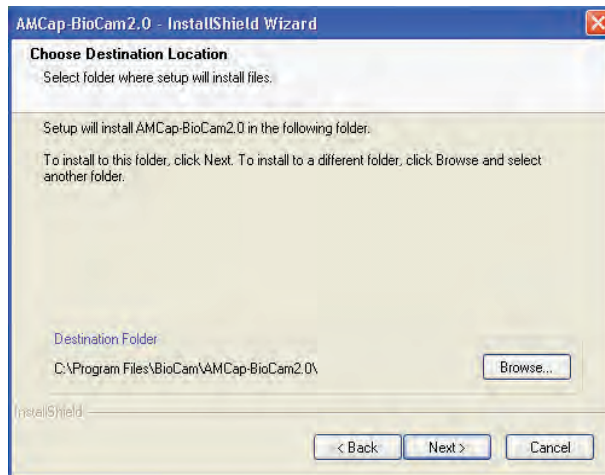 AMCap-BioCam2.0 - InstallShield Wizard
Choose Destination Location
Select folder where setup will install files.
Setup will install AMCap-BioCam2.0 in the following folder.
To install to this folder, click Next. To install to a different folder, click Browse and select
another folder.
Destination Folder
C:\Program Files\BioCam\AMCap-BioCam2.0\
Browse...
InstallShield
< Back
Next >
Cancel